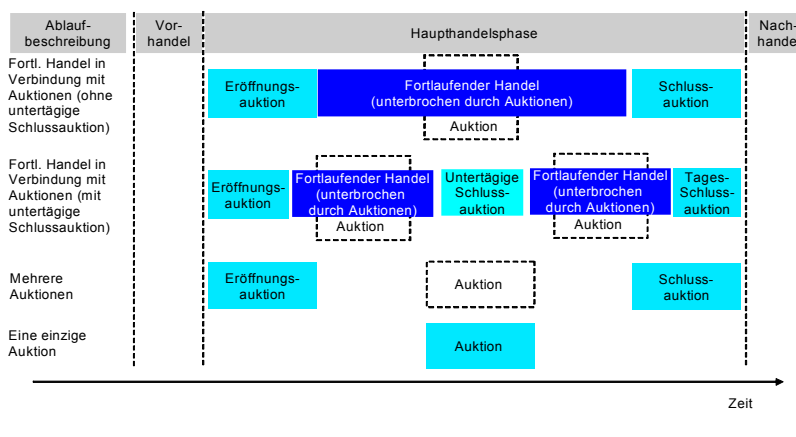 Ablauf-
beschreibung)
Vor-
handel
Haupthandelsphase
Nach-
hande
Fortl. Handel in
Verbindung mit
Auktionen (ohne
untertägige
Schlussauktion)
Eröffnungs-
auktion
Fortlaufender Handel
(unterbrochen durch Auktionen)
Auktion
Schluss-
auktion
Fortl. Handel in
Verbindung mit
Auktionen (mit
untertägige
Schlussauktion)
Eröffnungs-
auktion
Fortlaufender Handel
(unterbrochen
durch Auktionen)
Auktion
Untertägige
Schluss-
auktion
Fortlaufender Handel
(unterbrochen
durch Auktionen)
Auktion
Tages-
Schluss-
auktion
Mehrere
Auktionen
Eröffnungs-
auktion
Auktion
Schluss-
auktion
Eine einzige
Auktion
Auktion
Zeit